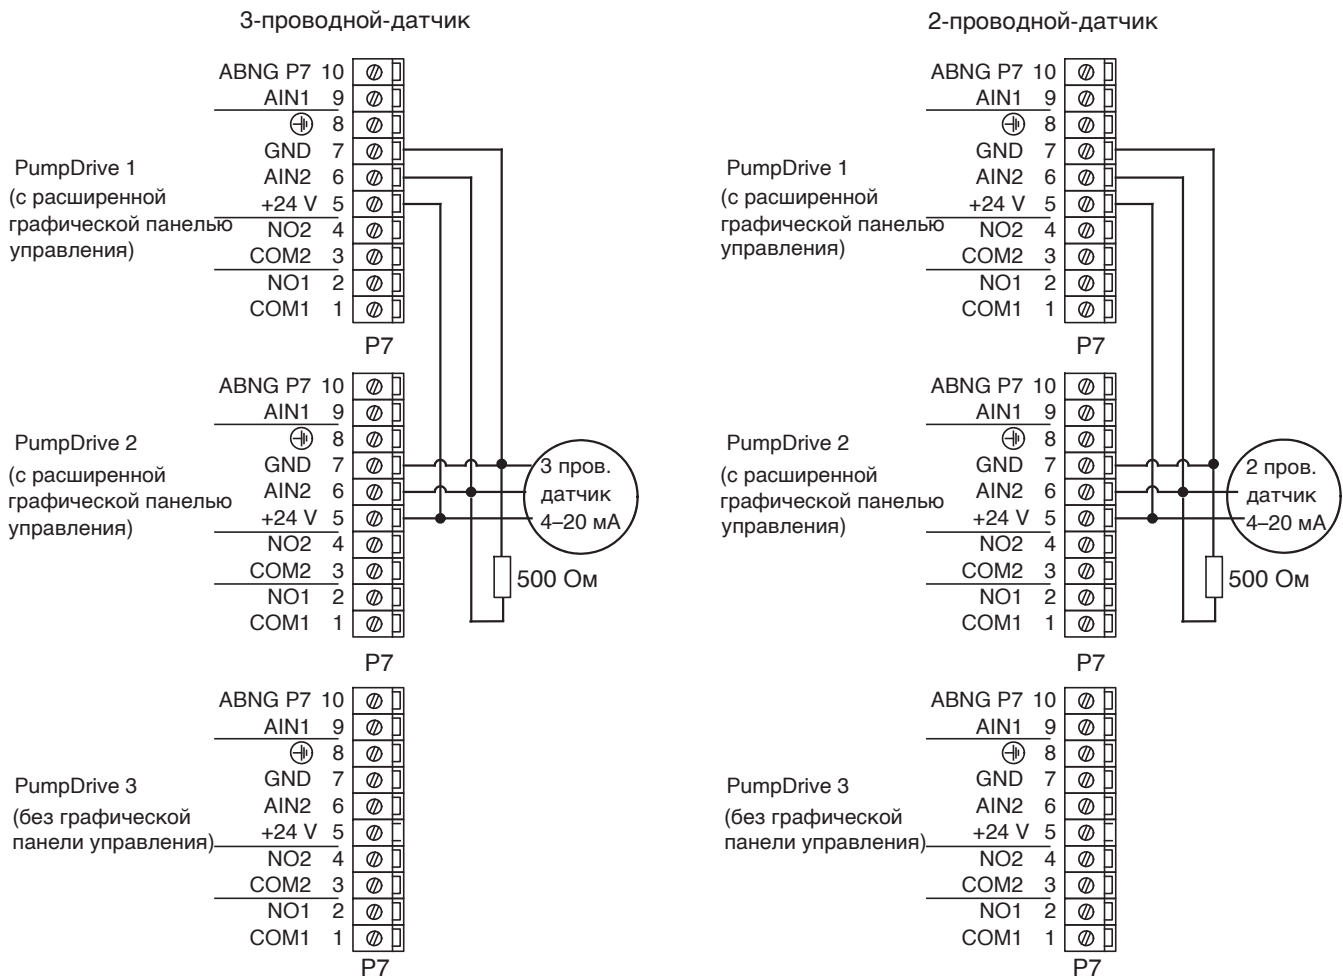 3-проводной-датчик
ABNG P7 10
AIN1 9
8
GND 7
AIN2 6
+24 V 5
NO2 4
COM2 3
NO1 2
COM1 1
P7
PumpDrive 1
(с расширенной
графической панелью
управления)
ABNG P7 10
AIN1 9
8
GND 7
AIN2 6
+24 V 5
NO2 4
COM2 3
NO1 2
COM1 1
P7
PumpDrive 2
(с расширенной
графической панелью
управления)
3 пров.
датчик
4–20 мА
500 Ом
ABNG P7 10
AIN1 9
8
GND 7
AIN2 6
+24 V 5
NO2 4
COM2 3
NO1 2
COM1 1
P7
PumpDrive 3
(без графической
панели управления)
2-проводной-датчик
ABNG P7 10
AIN1 9
8
GND 7
AIN2 6
+24 V 5
NO2 4
COM2 3
NO1 2
COM1 1
P7
PumpDrive 1
(с расширенной
графической панелью
управления)
ABNG P7 10
AIN1 9
8
GND 7
AIN2 6
+24 V 5
NO2 4
COM2 3
NO1 2
COM1 1
P7
PumpDrive 2
(с расширенной
графической панелью
управления)
2 пров.
датчик
4–20 мА
500 Ом
ABNG P7 10
AIN1 9
8
GND 7
AIN2 6
+24 V 5
NO2 4
COM2 3
NO1 2
COM1 1
P7
PumpDrive 3
(без графической
панели управления)